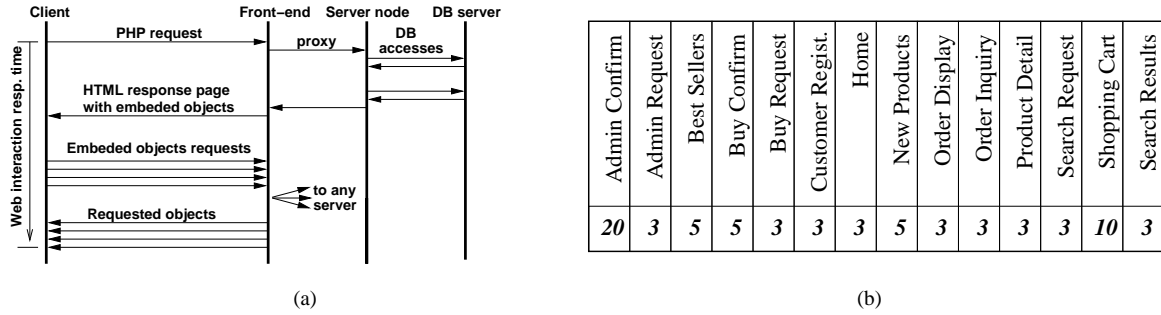 Client Front-end Server node DB server
PHP request
proxy
DB
accesses
HTML response page
with embeded objects
Embeded objects requests
to any
server
Requested objects
Web interaction resp. time
(a)
Admin Confirm
Admin Request
Best Sellers
Buy Confirm
Buy Request
Customer Regist.
Home
New Products
Order Display
Order Inquiry
Product Detail
Search Request
Shopping Cart
Search Results
20 3 5 5 3 3 3 5 3 3 3 3 10 3
(b)